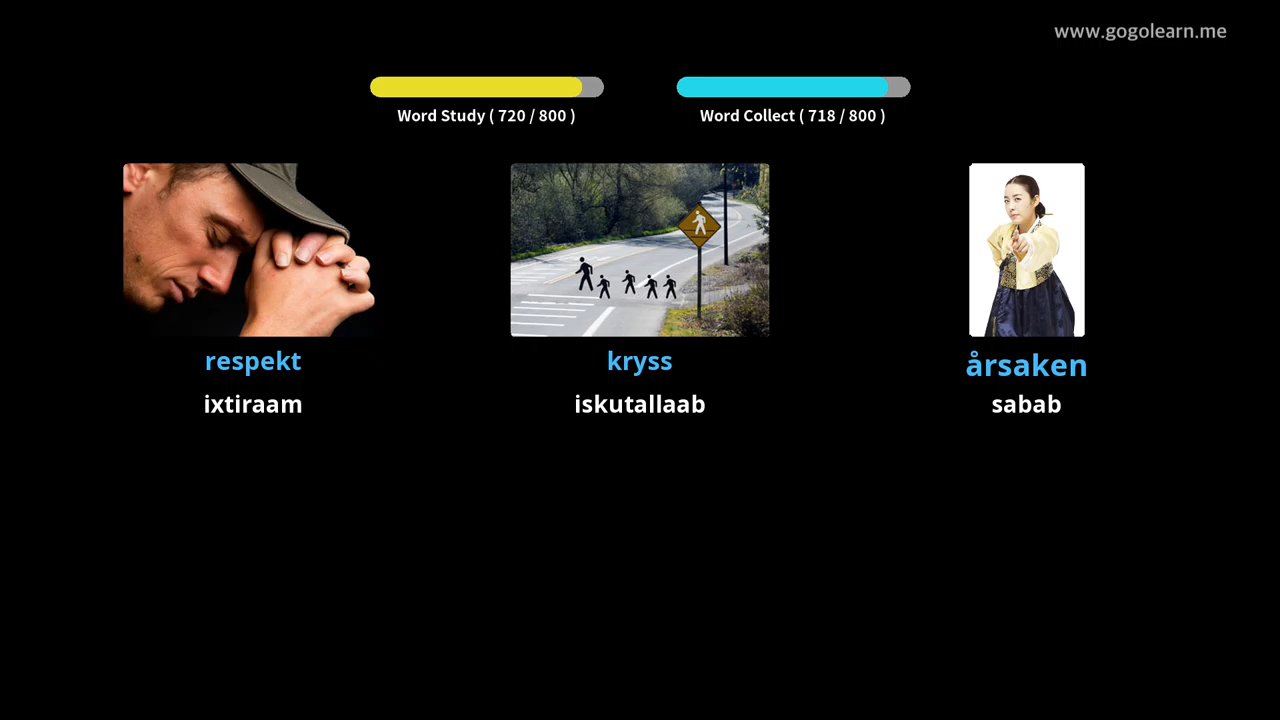 www.gogolearn.me
Word Study ( 720 / 800 )
Word Collect ( 718 / 800 )
respekt
kryss
årsaken
ixtiraam
iskutallaab
sabab